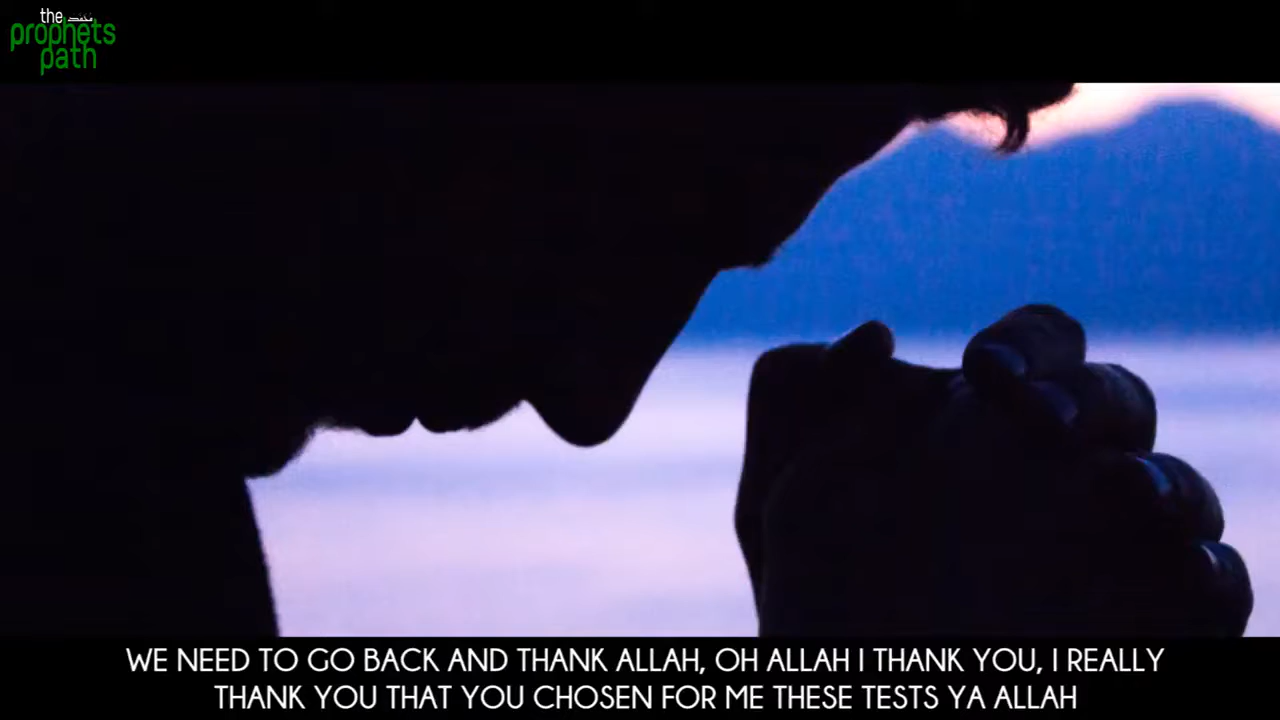 the
prophets
path
WE NEED TO GO BACK AND THANK ALLAH, OH ALLAH I THANK YOU, I REALLY
THANK YOU THAT YOU CHOSEN FOR ME THESE TESTS YA ALLAH